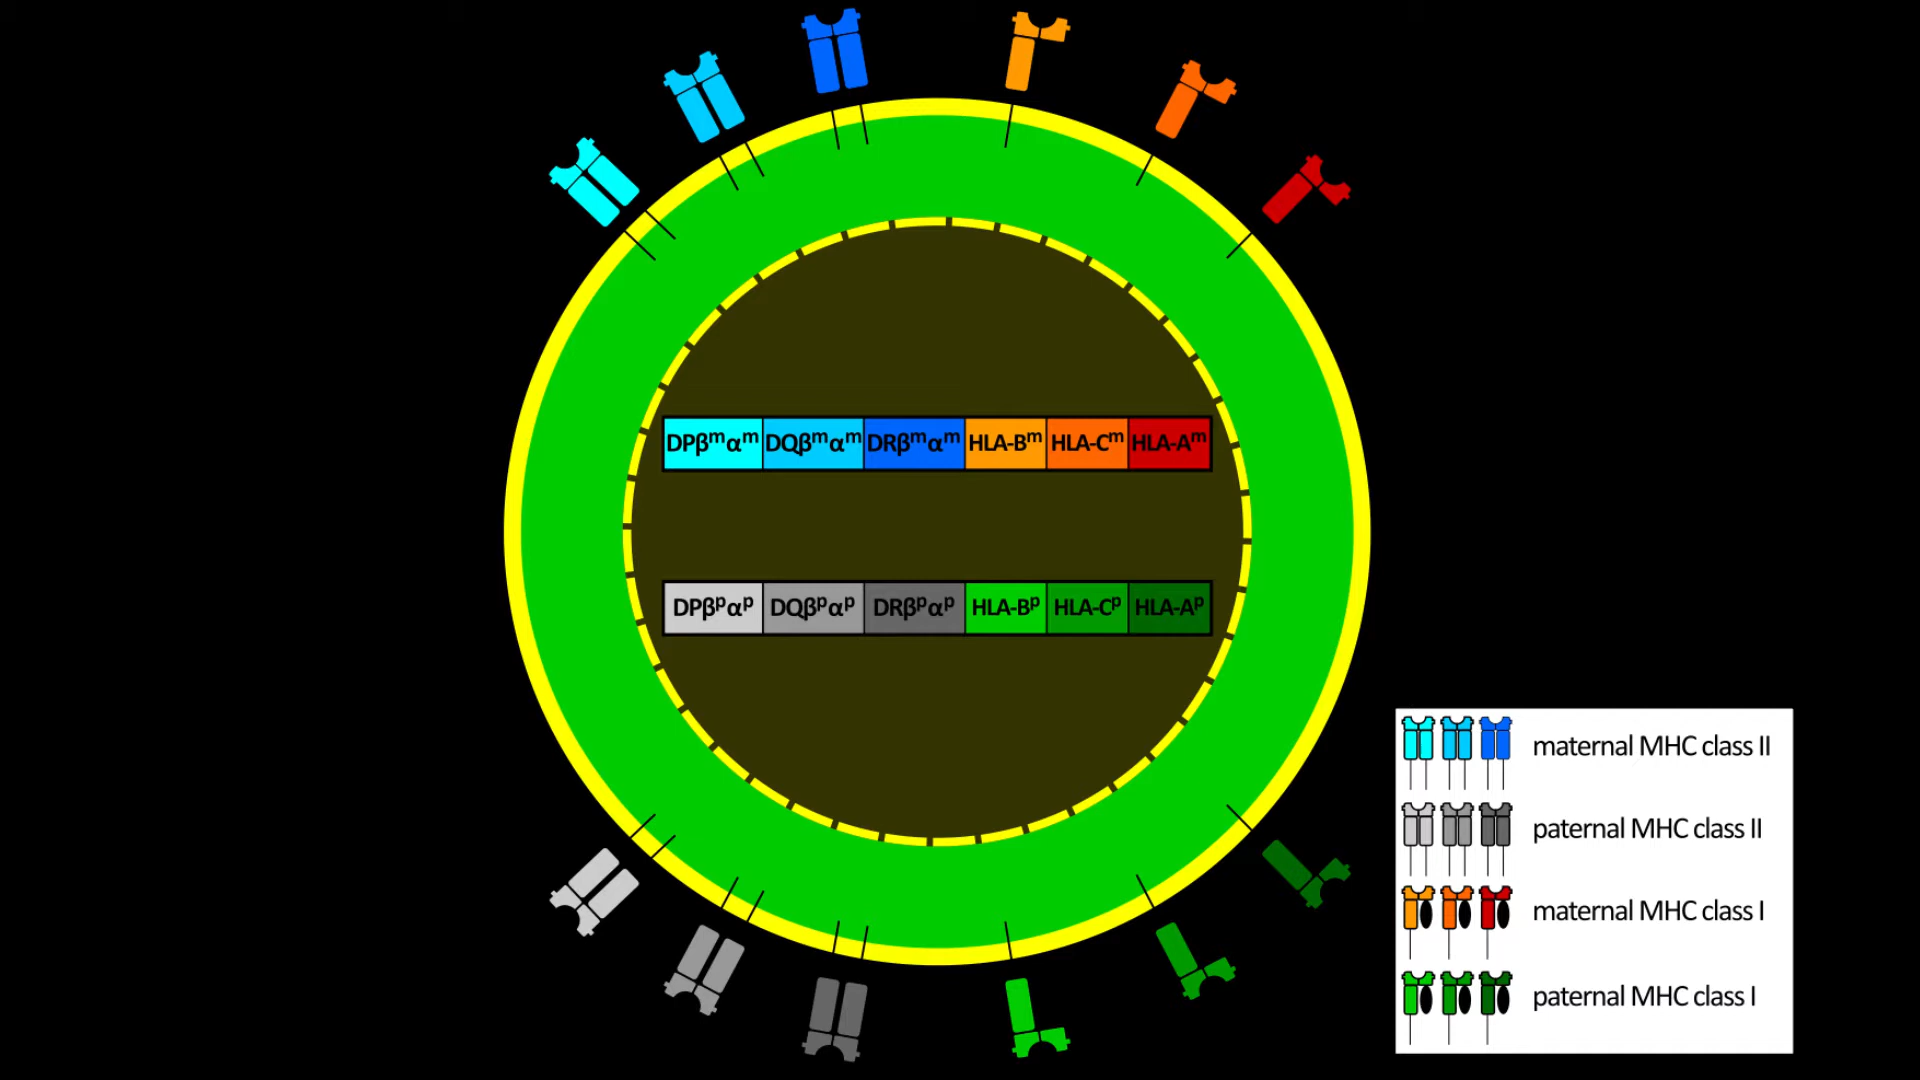 DPβᵐαᵐ DQβᵐαᵐ DRβᵐαᵐ HLA-Bᵐ HLA-Cᵐ HLA-Aᵐ
DPβᵖαᵖ DQβᵖαᵖ DRβᵖαᵖ HLA-Bᵖ HLA-Cᵖ HLA-Aᵖ
maternal MHC class II
paternal MHC class II
maternal MHC class I
paternal MHC class I